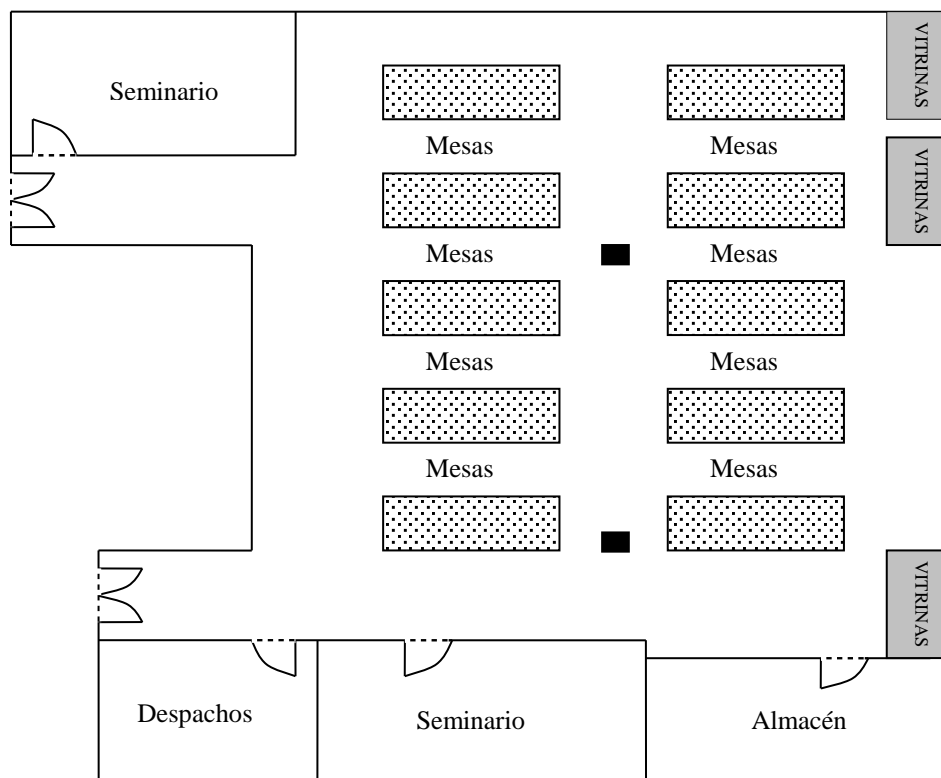 Seminario
VITRINAS
Mesas Mesas
VITRINAS
Mesas Mesas
Mesas Mesas
Mesas Mesas
VITRINAS
Despachos
Seminario
Almacén